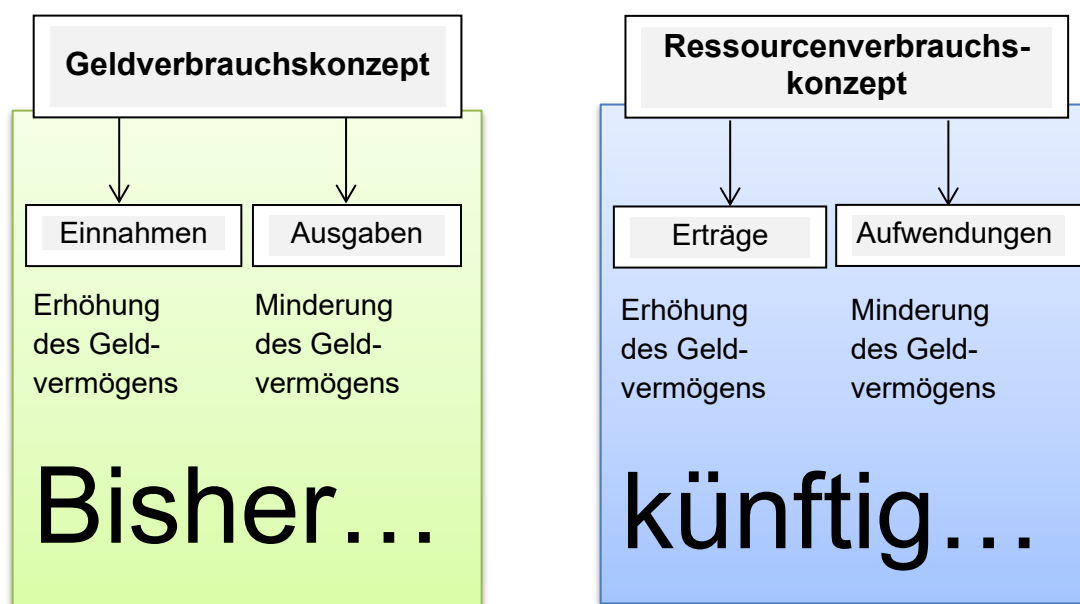 Geldverbrauchskonzept
Einnahmen
Ausgaben
Erhöhung
des Geld-
vermögens
Minderung
des Geld-
vermögens
Bisher…
Ressourcenverbrauchs-
konzept
Erträge
Aufwendungen
Erhöhung
des Geld-
vermögens
Minderung
des Geld-
vermögens
künftig…